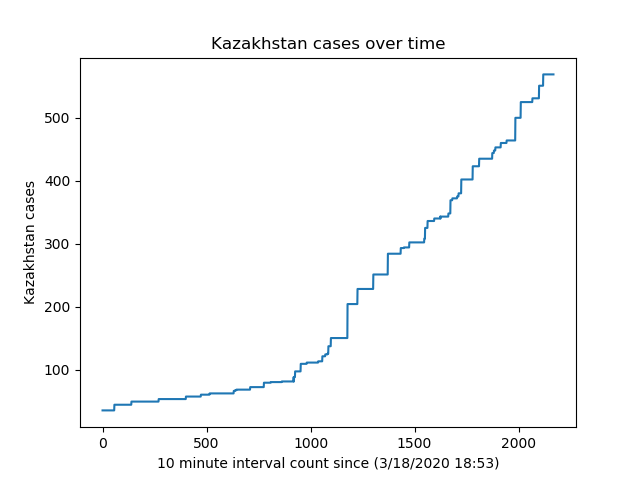 Kazakhstan cases over time
500
400
300
200
100
Kazakhstan cases
0 500 1000 1500 2000
10 minute interval count since (3/18/2020 18:53)